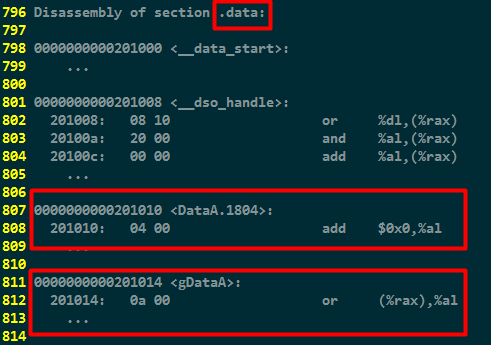 796 Disassembly of section .data:
797
798 0000000000201000 <__data_start>:
799 ...
800
801 0000000000201008 <__dso_handle>:
802 201008: 08 10 or %dl,(%rax)
803 20100a: 20 00 and %al,(%rax)
804 20100c: 00 00 add %al,(%rax)
805 ...
806
807 0000000000201010 <DataA.1804>:
808 201010: 04 00 add $0x0,%al
809 ...
810
811 0000000000201014 <gDataA>:
812 201014: 0a 00 or (%rax),%al
813 ...
814